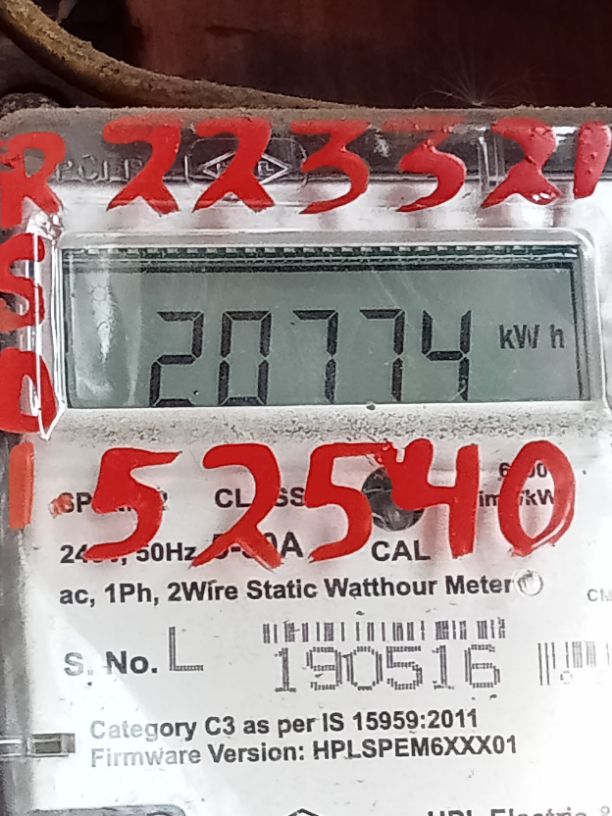 R 223321
20774 kWh
52540
CAL
ac, 1Ph, 2Wire Static Watthour Meter
S. No. L 190516
Category C3 as per IS 15959:2011
Firmware Version: HPLSPEM6XXX01